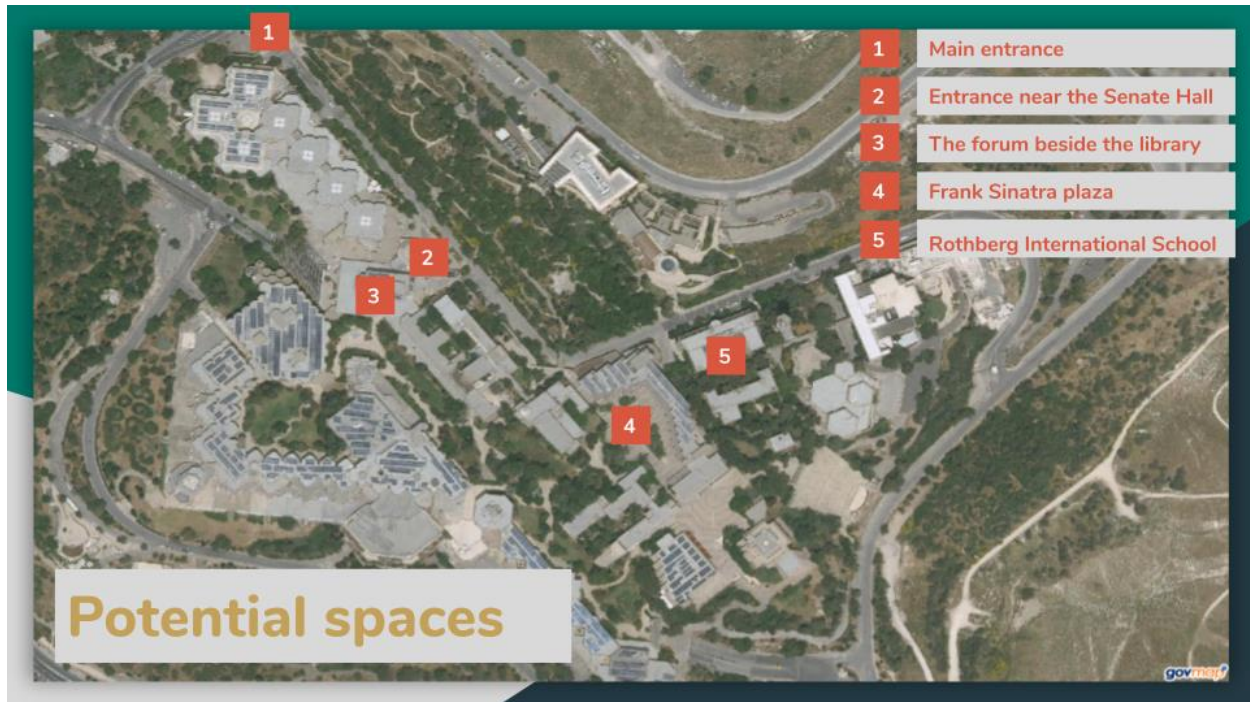 1
1 Main entrance
2 Entrance near the Senate Hall
3 The forum beside the library
4 Frank Sinatra plaza
5 Rothberg International School
2
3
5
4
Potential spaces
govmap